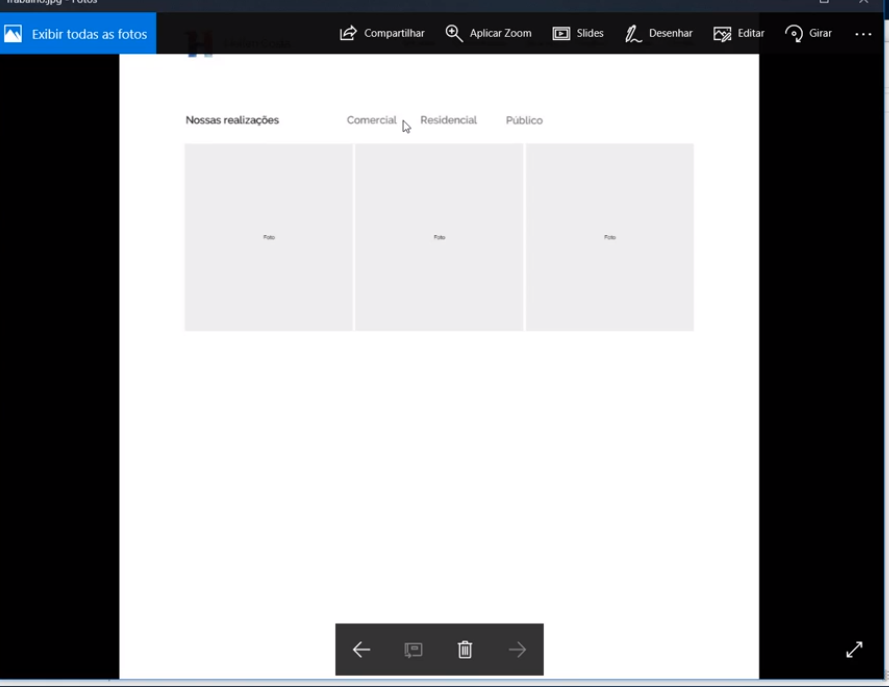 Trabalho.jpg - Fotos
Exibir todas as fotos
Compartilhar
Aplicar Zoom
Slides
Desenhar
Editar
Girar
Nossas realizações
Comercial
Residencial
Público
Foto
Foto
Foto